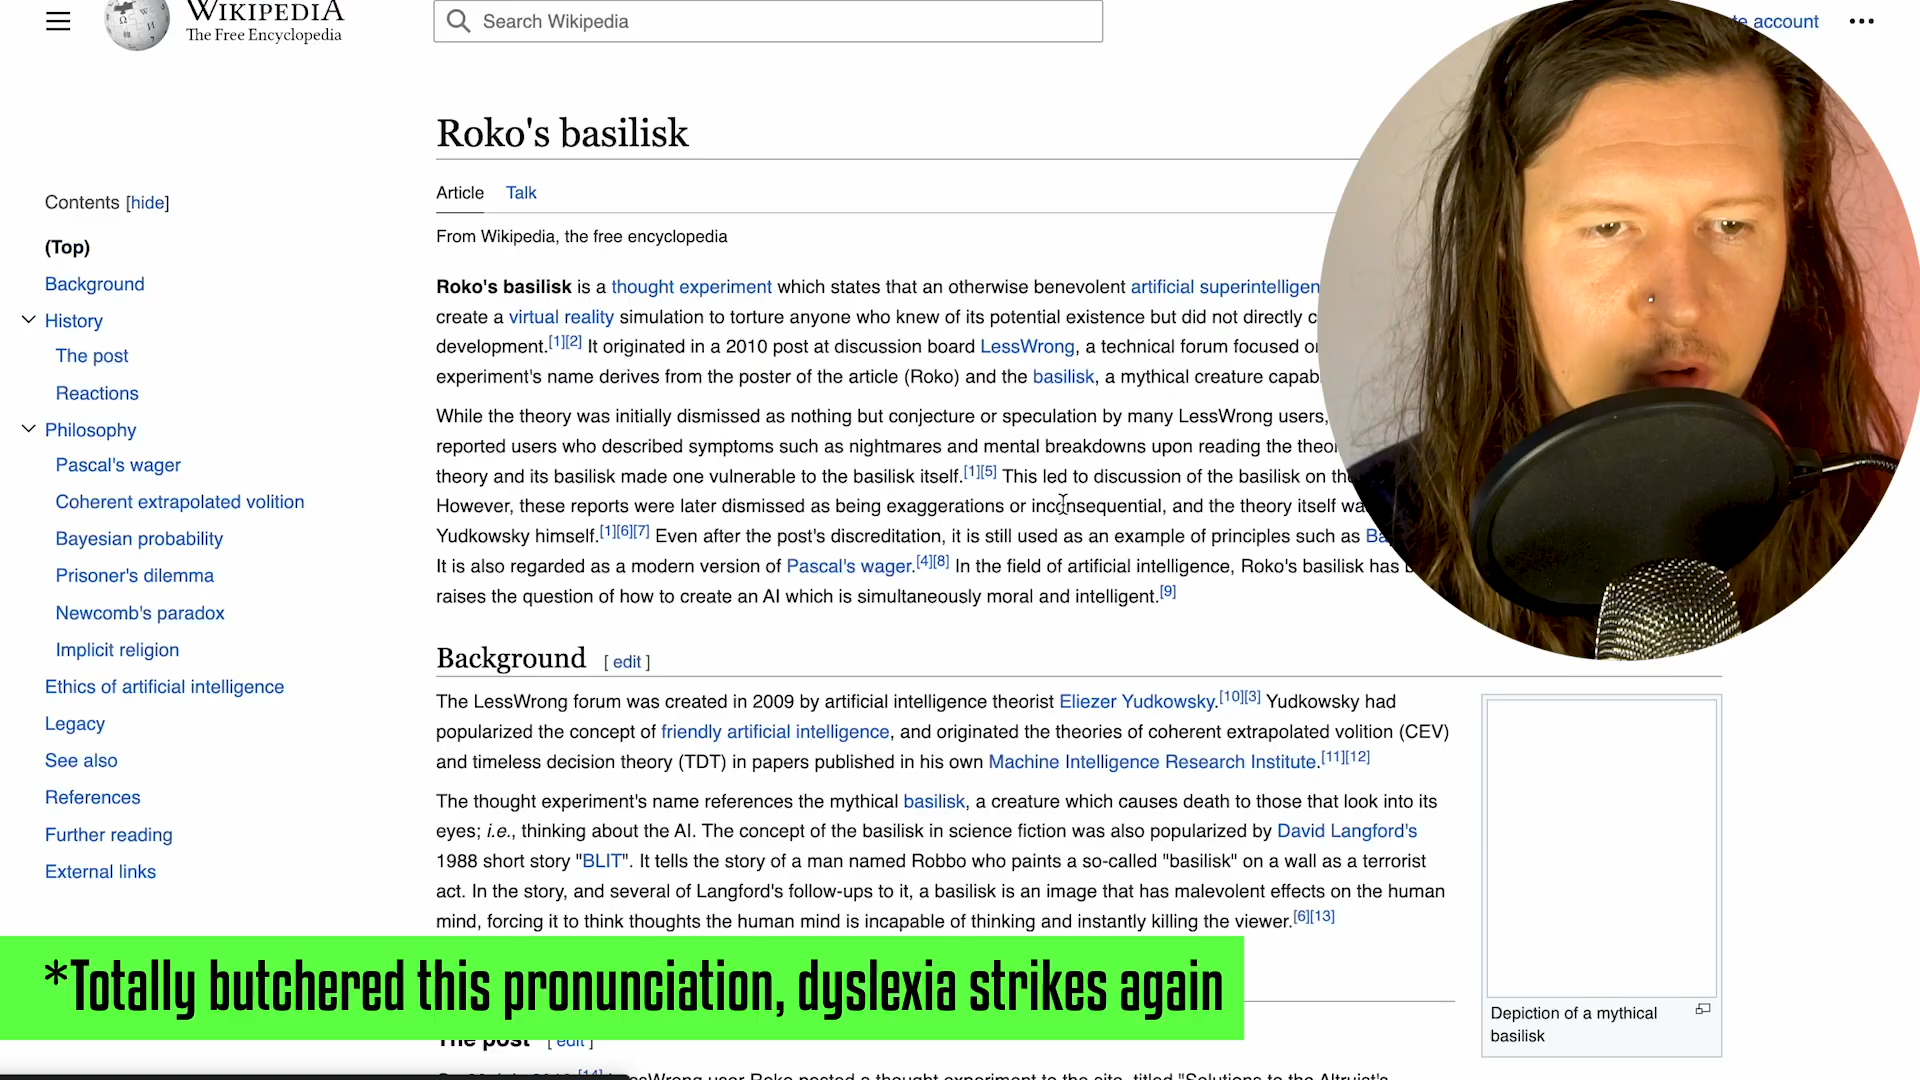 WIKIPEDIA
The Free Encyclopedia
Search Wikipedia
account
Roko's basilisk
Article Talk
From Wikipedia, the free encyclopedia
Contents [hide]
(Top)
Background
History
The post
Reactions
Philosophy
Pascal's wager
Coherent extrapolated volition
Bayesian probability
Prisoner's dilemma
Newcomb's paradox
Implicit religion
Ethics of artificial intelligence
Legacy
See also
References
Further reading
External links
Roko's basilisk is a thought experiment which states that an otherwise benevolent artificial
create a virtual reality simulation to torture anyone who knew of its potential existence but did not directly
development.[1][2] It originated in a 2010 post at discussion board LessWrong, a technical forum focused
experiment's name derives from the poster of the article (Roko) and the basilisk, a mythical creature
While the theory was initially dismissed as nothing but conjecture or speculation by many LessWrong users,
reported users who described symptoms such as nightmares and mental breakdowns upon reading the
theory and its basilisk made one vulnerable to the basilisk itself.[1][5] This led to discussion of the basilisk on
However, these reports were later dismissed as being exaggerations or inconsequential, and the theory itself
Yudkowsky himself.[1][6][7] Even after the post's discreditation, it is still used as an example of principles such as
It is also regarded as a modern version of Pascal's wager.[4][8] In the field of artificial intelligence, Roko's basilisk has
raises the question of how to create an AI which is simultaneously moral and intelligent.[9]
Background [ edit ]
The LessWrong forum was created in 2009 by artificial intelligence theorist Eliezer Yudkowsky.[10][3] Yudkowsky had
popularized the concept of friendly artificial intelligence, and originated the theories of coherent extrapolated volition (CEV)
and timeless decision theory (TDT) in papers published in his own Machine Intelligence Research Institute.[11][12]
The thought experiment's name references the mythical basilisk, a creature which causes death to those that look into its
eyes; i.e., thinking about the AI. The concept of the basilisk in science fiction was also popularized by David Langford's
1988 short story "BLIT". It tells the story of a man named Robbo who paints a so-called "basilisk" on a wall as a terrorist
act. In the story, and several of Langford's follow-ups to it, a basilisk is an image that has malevolent effects on the human
mind, forcing it to think thoughts the human mind is incapable of thinking and instantly killing the viewer.[6][13]
Depiction of a mythical
basilisk
*Totally butchered this pronunciation, dyslexia strikes again
The post [ edit ]
LessWrong user Roko posted a thought experiment to the site, titled "Solutions to the Altruist's